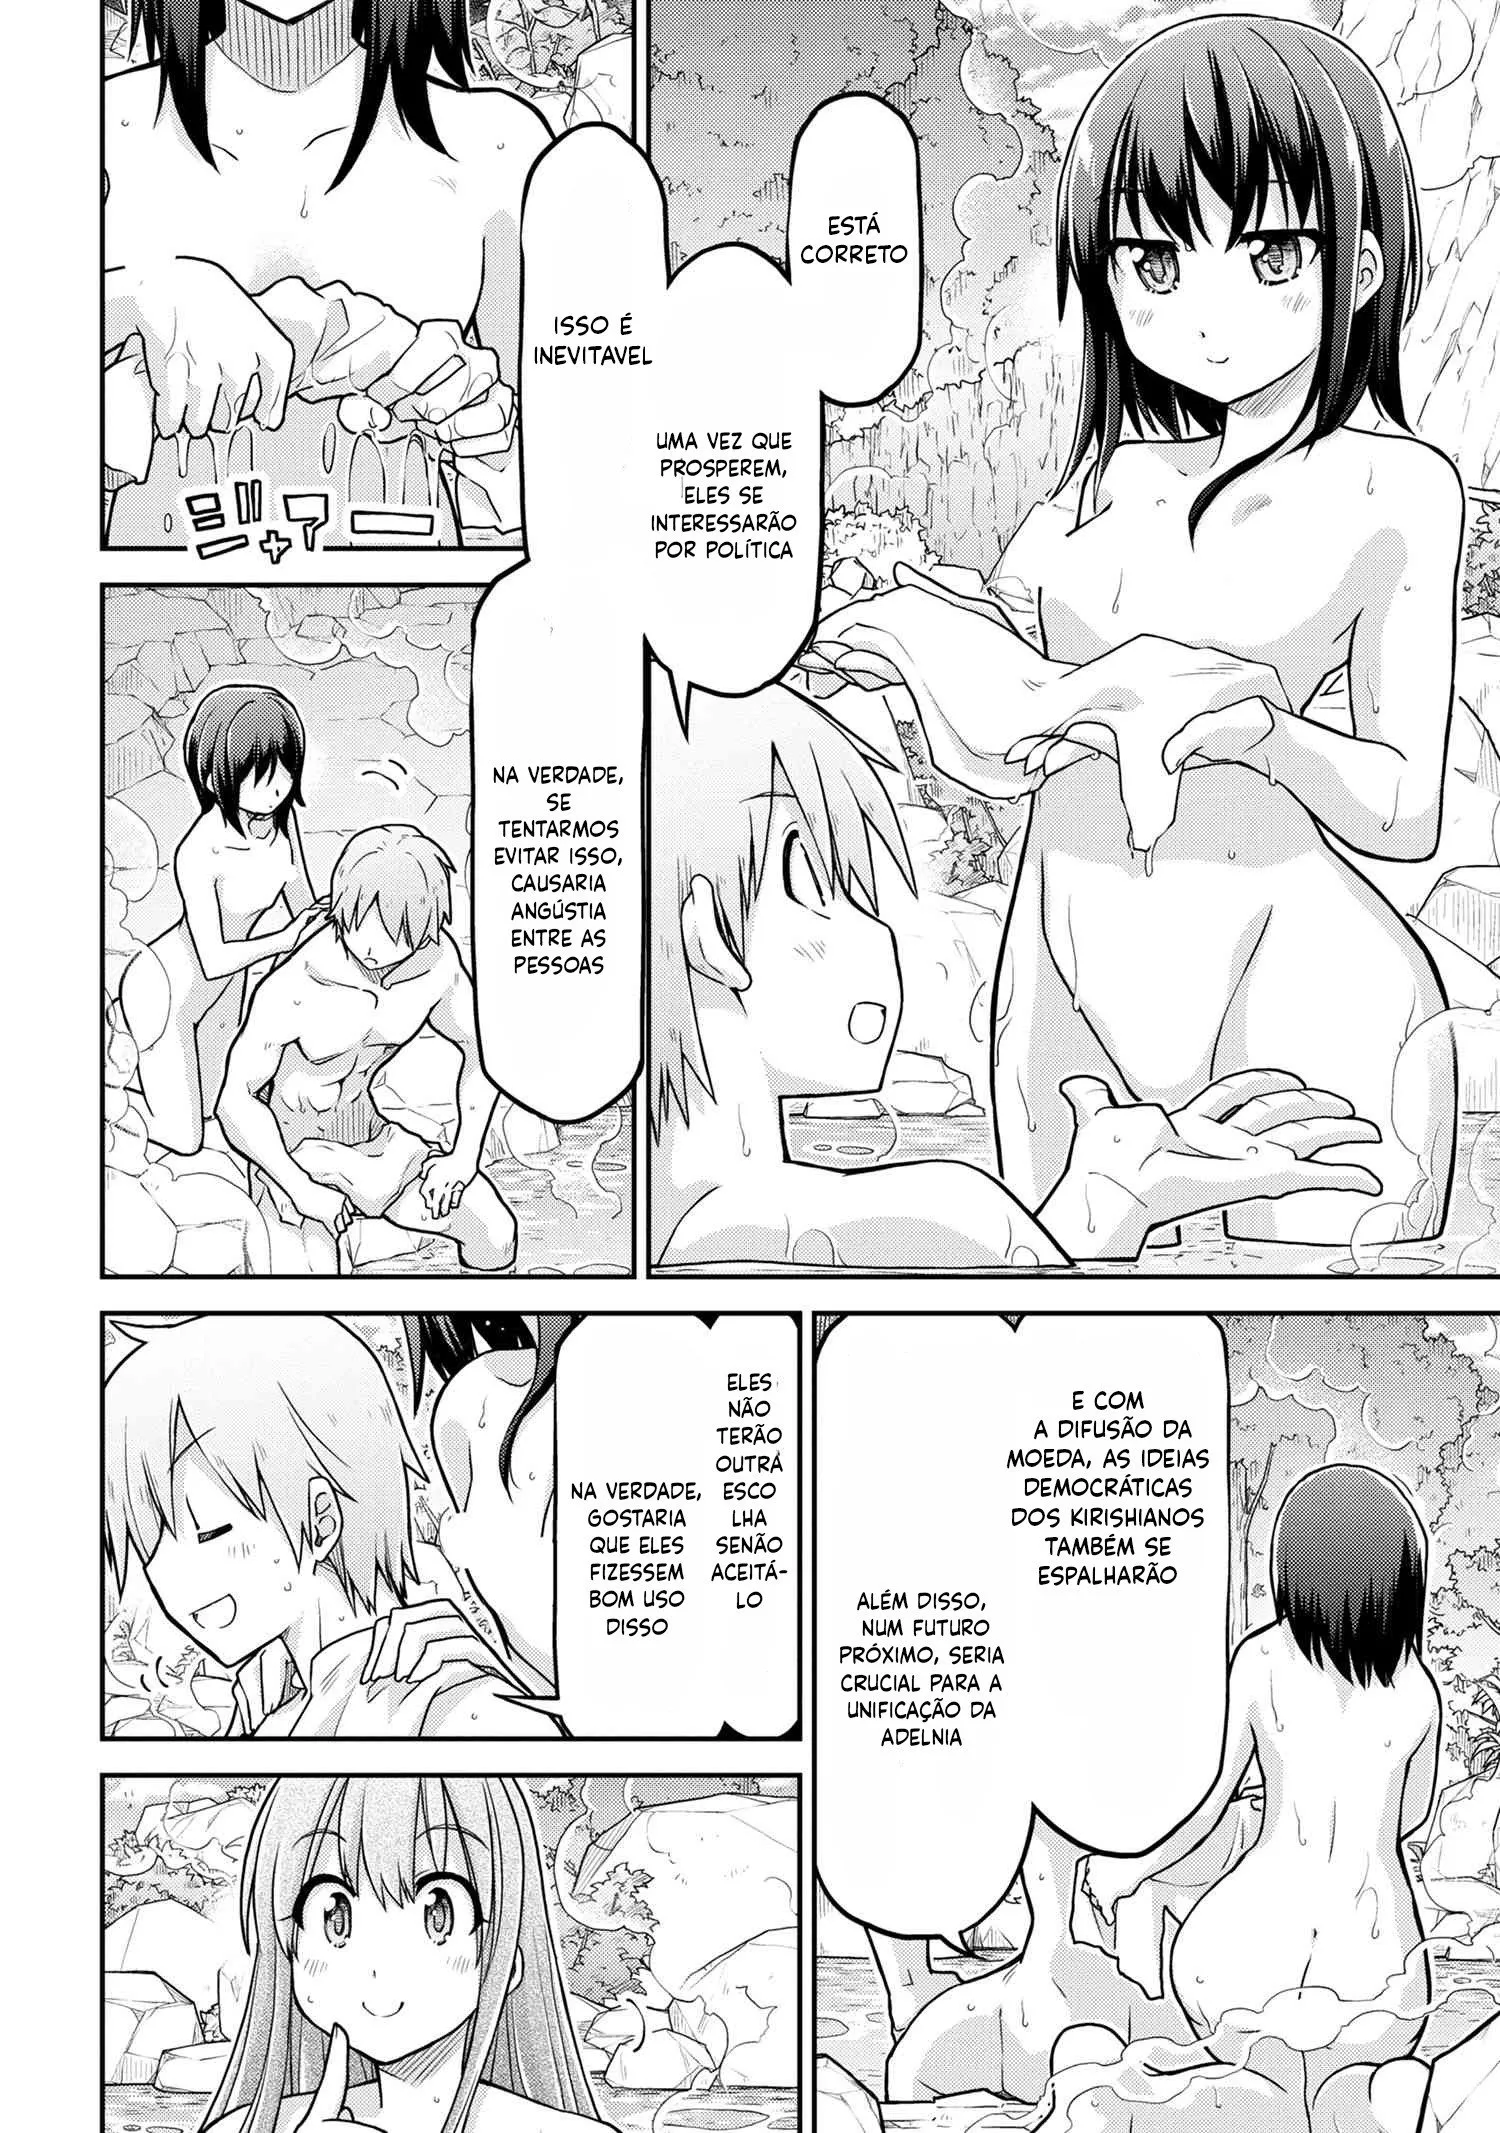 ESTÁ
CORRETO
UMA VEZ QUE
PROSPEREM,
ELES SE
INTERESSARÃO
POR POLÍTICA
ISSO É
INEVITAVEL
ジャアー
NA VERDADE,
SE
TENTARMOS
EVITAR ISSO,
CAUSARIA
ANGÚSTIA
ENTRE AS
PESSOAS
E COM
A DIFUSÃO DA
MOEDA, AS IDEIAS
DEMOCRÁTICAS
DOS KIRISHIANOS
TAMBÉM SE
ESPALHARÃO
ALÉM DISSO,
NUM FUTURO
PRÓXIMO, SERIA
CRUCIAL PARA A
UNIFICAÇÃO DA
ADELNIA
ELES
NÃO
TERÃO
OUTRA
ESCO
LHA
SENÃO
ACEITÁ-
LO
NA VERDADE,
GOSTARIA
QUE ELES
FIZESSEM
BOM USO
DISSO